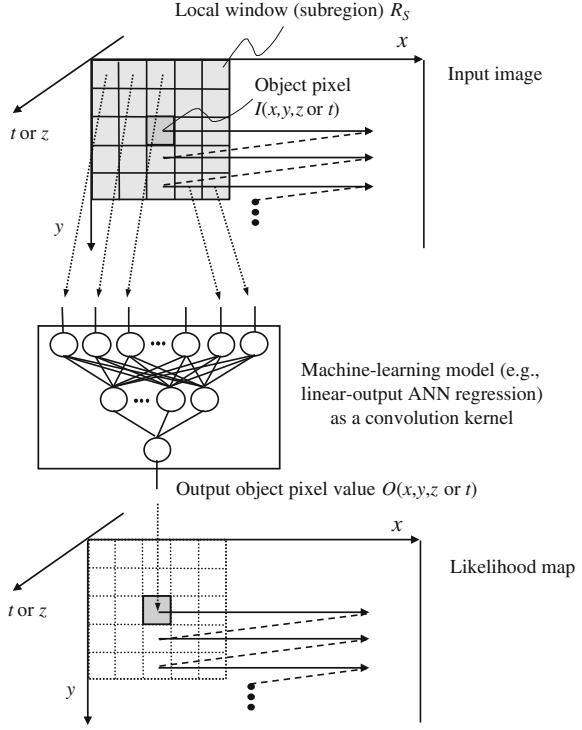 Local window (subregion) R_S
x
Input image
Object pixel
I(x,y,z or t)
t or z
y
Machine-learning model (e.g.,
linear-output ANN regression)
as a convolution kernel
Output object pixel value O(x,y,z or t)
x
Likelihood map
t or z
y